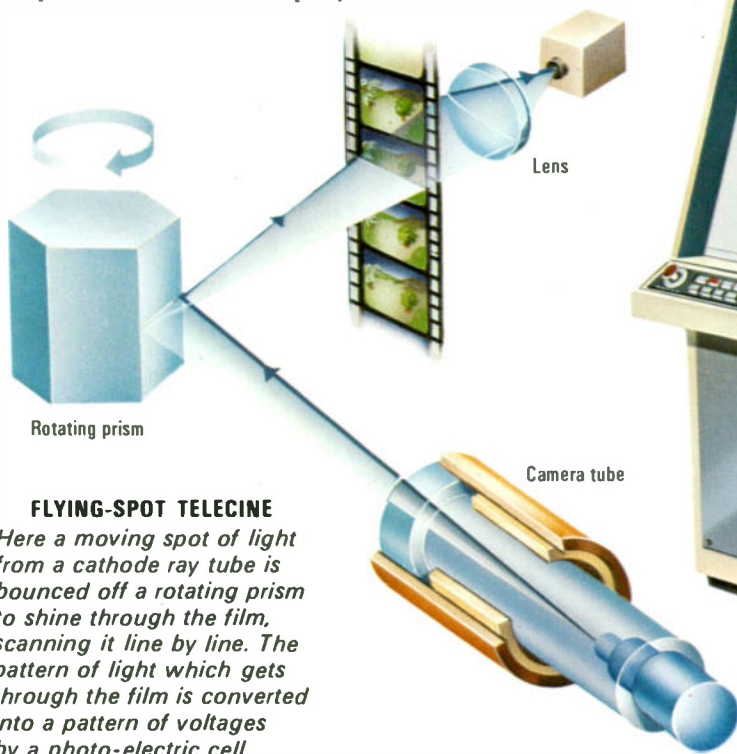 Lens
Rotating prism
Camera tube
FLYING-SPOT TELECINE
Here a moving spot of light
from a cathode ray tube is
bounced off a rotating prism
to shine through the film,
scanning it line by line. The
pattern of light which gets
through the film is converted
into a pattern of voltages
by a photo-electric cell.